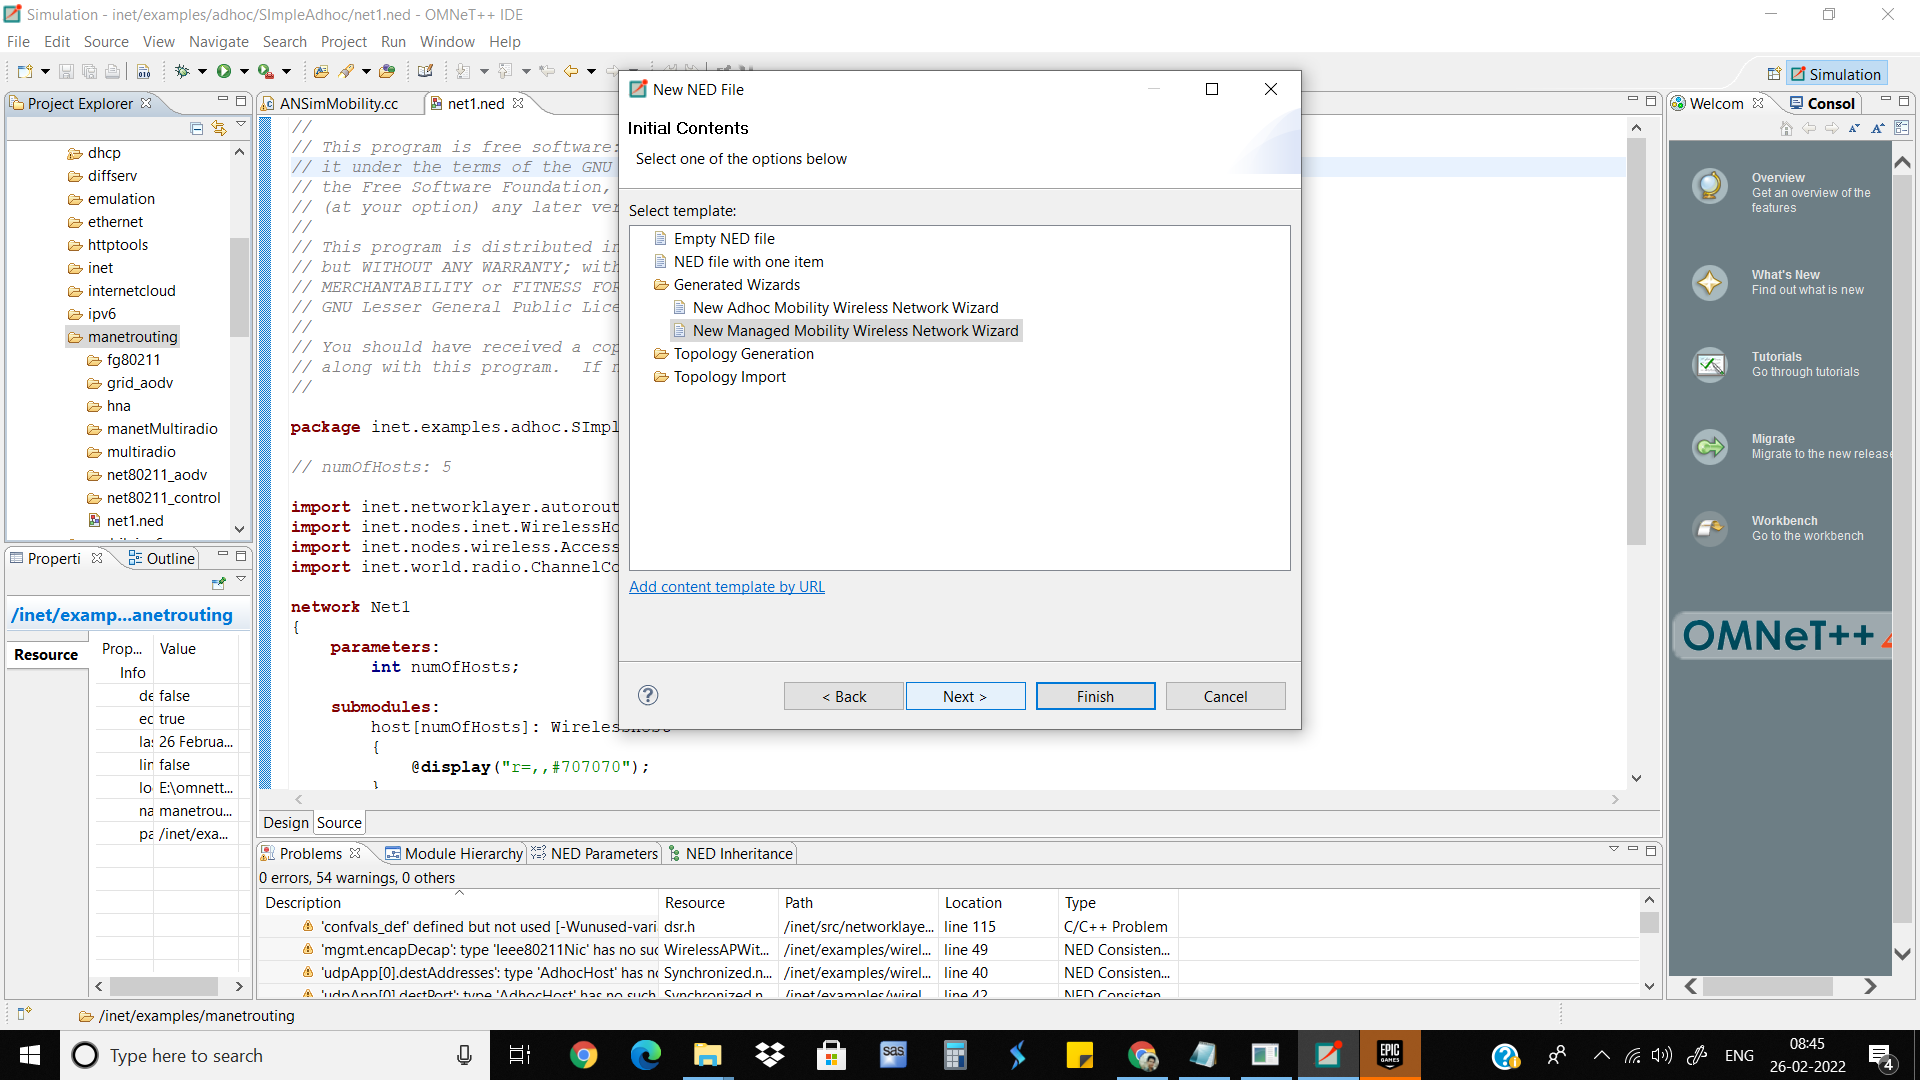 Simulation - inet/examples/adhoc/SImpleAdhoc/net1.ned - OMNeT++ IDE
File Edit Source View Navigate Search Project Run Window Help
Simulation
Project Explorer
dhcp
diffserv
emulation
ethernet
httptools
inet
internetcloud
ipv6
manetrouting
fg80211
grid_aodv
hna
manetMultiradio
multiradio
net80211_aodv
net80211_control
net1.ned
Properti
Outline
/inet/examp...anetrouting
Resource
Prop... Value
Info
de false
ec true
la: 26 Februa...
lir false
lo E:\omnett...
na manetrou...
pa /inet/exa...
ANSimMobility.cc
net1.ned
//
// This program is free software:
// it under the terms of the GNU
// the Free Software Foundation,
// (at your option) any later ver
//
// This program is distributed in
// but WITHOUT ANY WARRANTY; with
// MERCHANTABILITY or FITNESS FOR
// GNU Lesser General Public Lice
//
// You should have received a cop
// along with this program. If n
//
package inet.examples.adhoc.SImpl
// numOfHosts: 5
import inet.networklayer.autorout
import inet.nodes.inet.WirelessHo
import inet.nodes.wireless.Access
import inet.world.radio.ChannelCo
network Net1
{
parameters:
int numOfHosts;
submodules:
host[numOfHosts]: WirelessHost
{
@display("r=,,#707070");
}
Design Source
New NED File
Initial Contents
Select one of the options below
Select template:
Empty NED file
NED file with one item
Generated Wizards
New Adhoc Mobility Wireless Network Wizard
New Managed Mobility Wireless Network Wizard
Topology Generation
Topology Import
Add content template by URL
?
< Back
Next >
Finish
Cancel
Welcom
Consol
Overview
Get an overview of the
features
What's New
Find out what is new
Tutorials
Go through tutorials
Migrate
Migrate to the new release
Workbench
Go to the workbench
OMNeT++ 4
Problems
Module Hierarchy
NED Parameters
NED Inheritance
0 errors, 54 warnings, 0 others
Description Resource Path Location Type
'confvals_def' defined but not used [-Wunused-vari dsr.h /inet/src/networklaye... line 115 C/C++ Problem
'mgmt.encapDecap': type 'Ieee80211Nic' has no suc WirelessAPWit... /inet/examples/wirel... line 49 NED Consisten...
'udpApp[0].destAddresses': type 'AdhocHost' has no Synchronized.n... /inet/examples/wirel... line 40 NED Consisten...
'udpApp[0].destPort': type 'AdhocHost' has no such Synchronized.n... /inet/examples/wirel... line 42 NED Consisten...
/inet/examples/manetrouting
Type here to search
sas
EPIC GAMES
ENG
08:45
26-02-2022
4